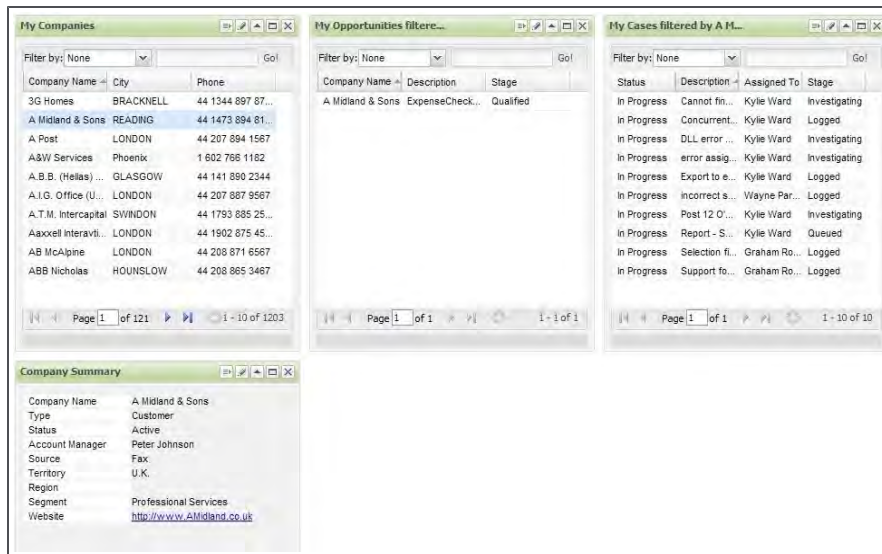 My Companies
Filter by: None Go!
Company Name City Phone
3G Homes BRACKNELL 44 1344 897 87...
A Midland & Sons READING 44 1473 894 81...
A Post LONDON 44 207 894 1567
A&W Services Phoenix 1 602 766 1182
A.B.B. (Hellas) ... GLASGOW 44 141 890 2344
A.I.G. Office (U... LONDON 44 207 887 9567
A.T.M. Intercapital SWINDON 44 1793 885 25...
Aaxxell Interavti... LONDON 44 1902 875 45...
AB McAlpine LONDON 44 208 871 6567
ABB Nicholas HOUNSLOW 44 208 865 3467
Page 1 of 121 1 - 10 of 1203
My Opportunities filtere...
Filter by: None Go!
Company Name Description Stage
A Midland & Sons ExpenseCheck... Qualified
Page 1 of 1 1 - 1 of 1
My Cases filtered by A M...
Filter by: None Go!
Status Description Assigned To Stage
In Progress Cannot fin... Kylie Ward Investigating
In Progress Concurrent... Kylie Ward Logged
In Progress DLL error ... Kylie Ward Investigating
In Progress error assig... Kylie Ward Investigating
In Progress Export to e... Kylie Ward Logged
In Progress incorrect s... Wayne Par... Logged
In Progress Post 12 O'... Kylie Ward Investigating
In Progress Report - S... Kylie Ward Queued
In Progress Selection fi... Graham Ro... Logged
In Progress Support fo... Graham Ro... Logged
Page 1 of 1 1 - 10 of 10
Company Summary
Company Name A Midland & Sons
Type Customer
Status Active
Account Manager Peter Johnson
Source Fax
Territory U.K.
Region
Segment Professional Services
Website http://www.AMidland.co.uk